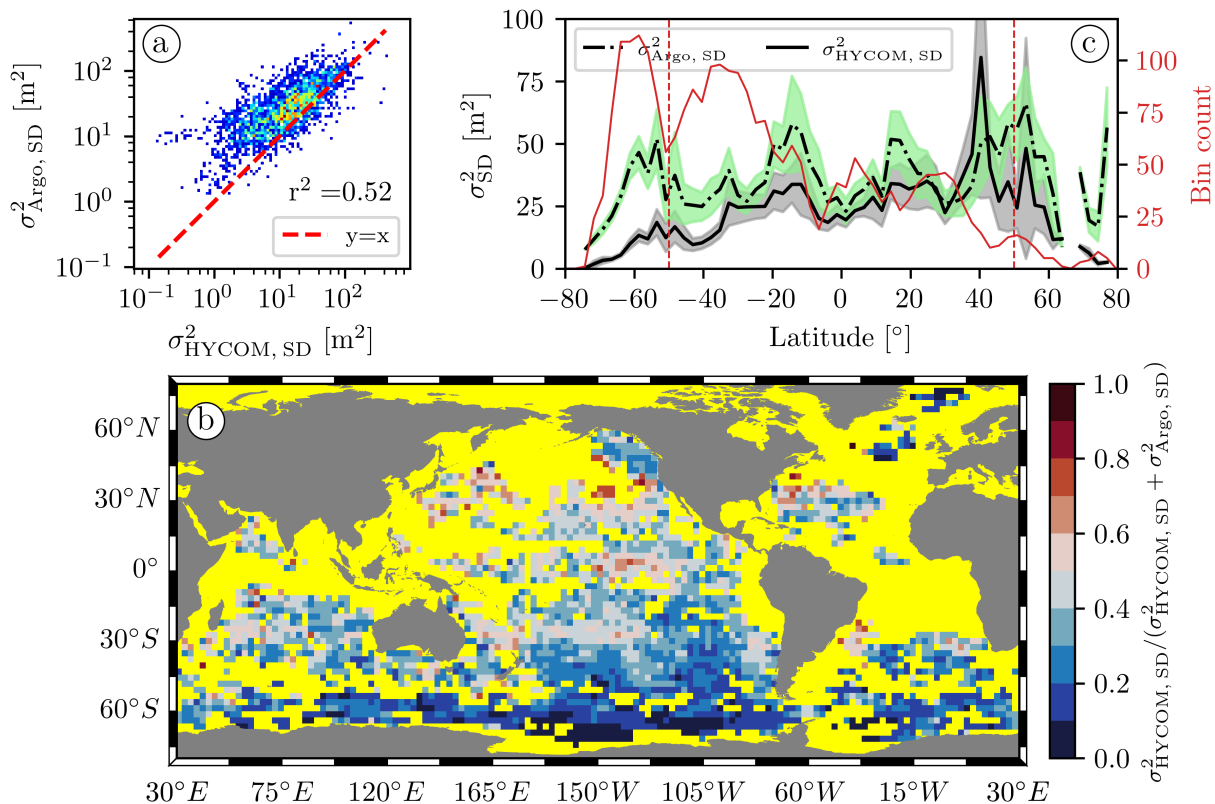 a
10² 10¹ 10⁰ 10⁻¹
σ²Argo, SD [m²]
r² =0.52
y=x
10⁻¹ 10⁰ 10¹ 10² 10³
σ²HYCOM, SD [m²]
c
100 75 50 25 0
σ²SD [m²]
σ²Argo, SD σ²HYCOM, SD
100 75 50 25 0
Bin count
−80 −60 −40 −20 0 20 40 60 80
Latitude [°]
b
60°N
30°N
0°
30°S
60°S
30°E 75°E 120°E 165°E 150°W 105°W 60°W 15°W 30°E
1.0
0.8
0.6
0.4
0.2
0.0
σ²HYCOM, SD/(σ²HYCOM, SD + σ²Argo, SD)